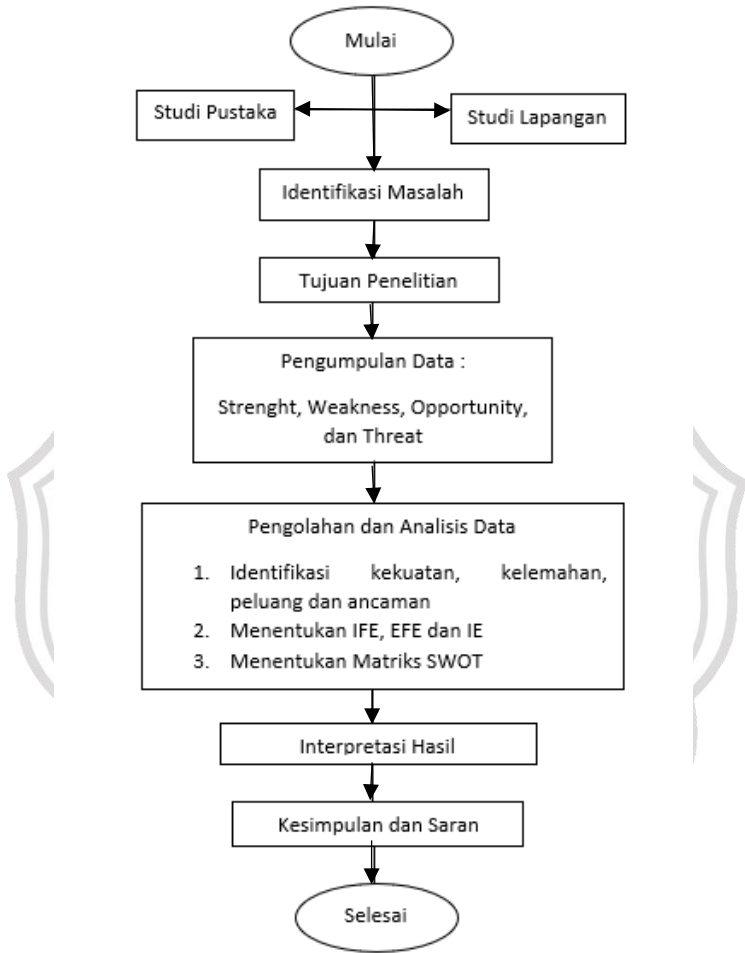 Mulai
Studi Pustaka
Studi Lapangan
Identifikasi Masalah
Tujuan Penelitian
Pengumpulan Data :
Strenght, Weakness, Opportunity,
dan Threat
Pengolahan dan Analisis Data
1. Identifikasi kekuatan, kelemahan,
peluang dan ancaman
2. Menentukan IFE, EFE dan IE
3. Menentukan Matriks SWOT
Interpretasi Hasil
Kesimpulan dan Saran
Selesai